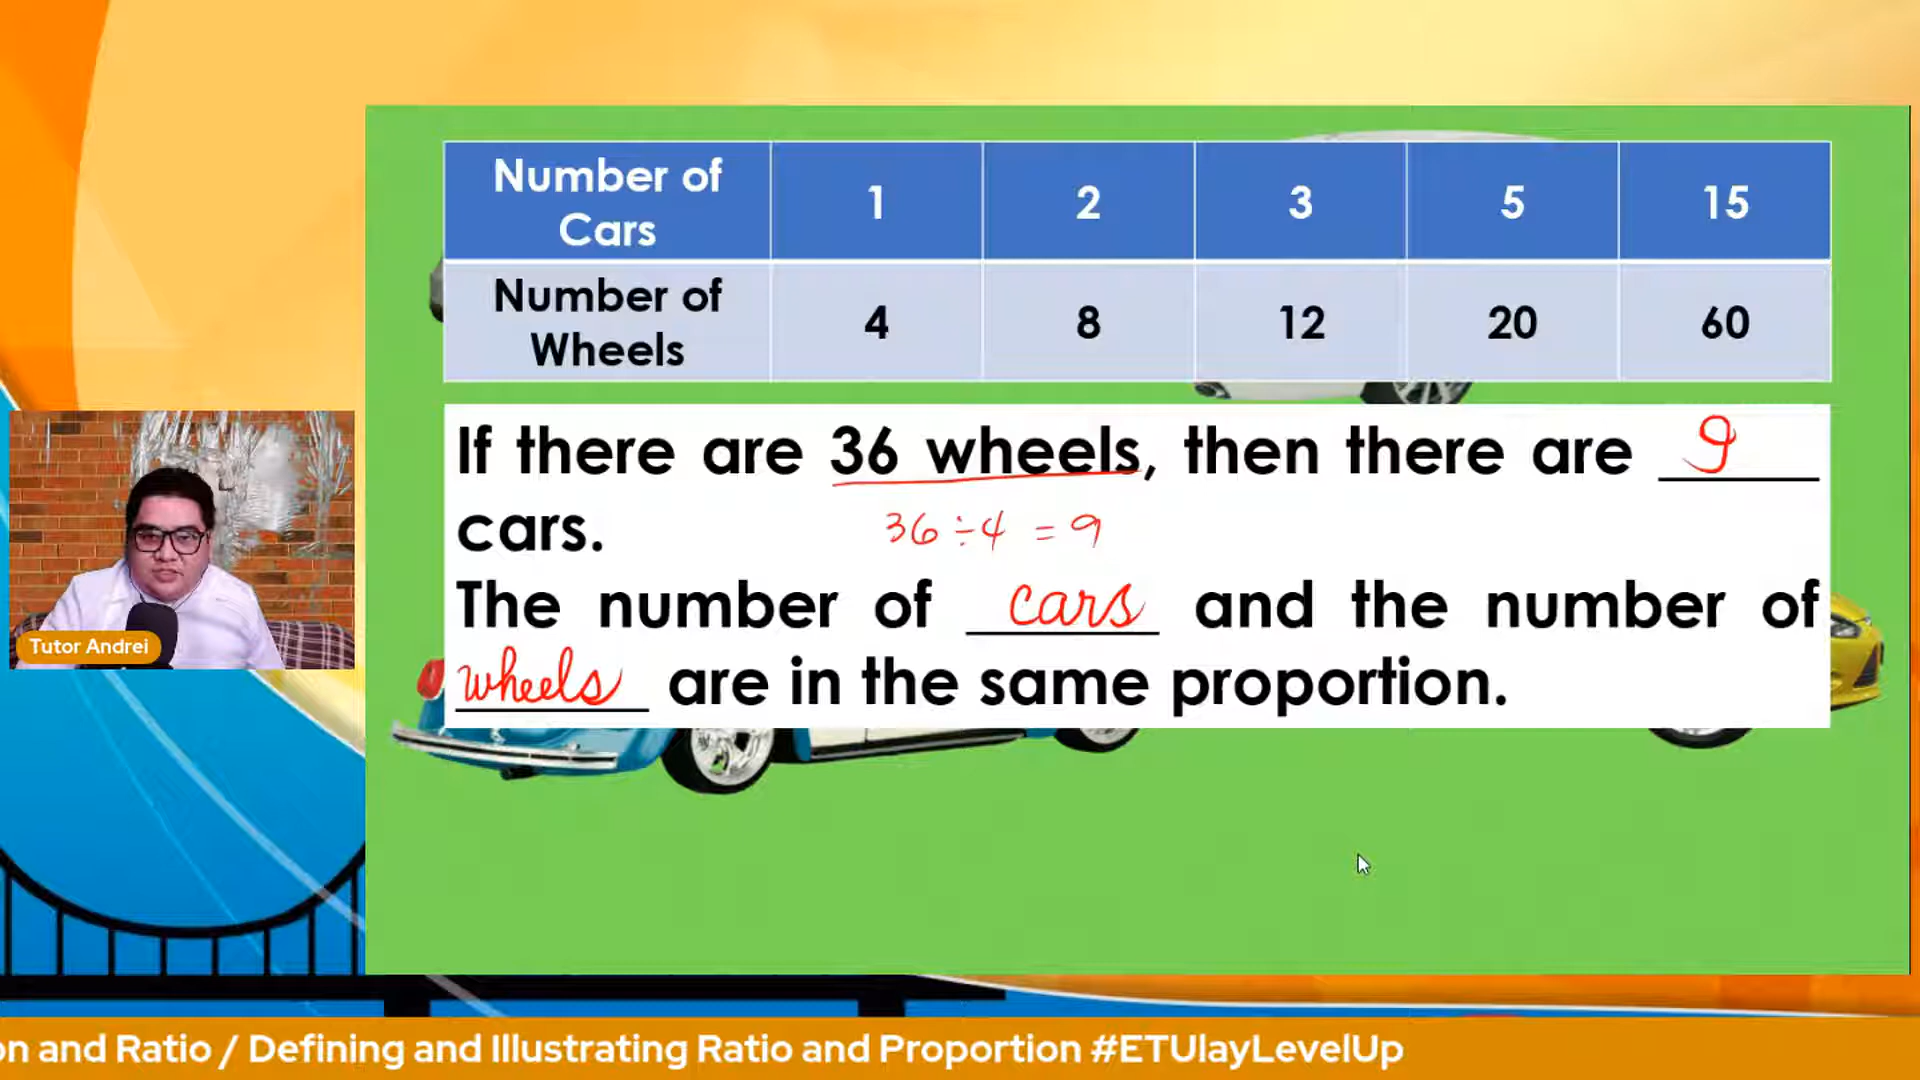 Number of Cars 1 2 3 5 15
Number of Wheels 4 8 12 20 60
If there are 36 wheels, then there are 9
cars. 36 ÷ 4 = 9
The number of cars and the number of
wheels are in the same proportion.
Tutor Andrei
on and Ratio / Defining and Illustrating Ratio and Proportion #ETUlayLevelUp